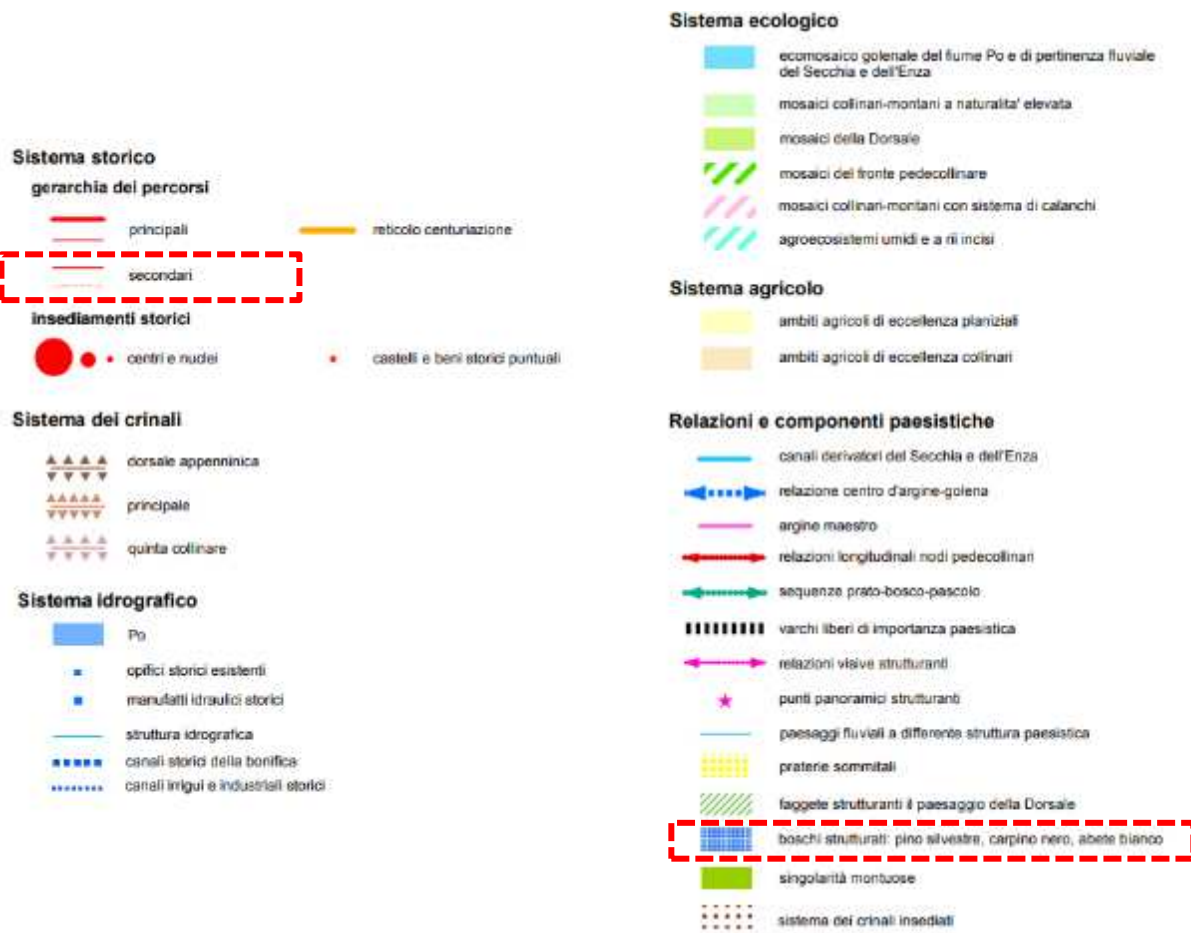 Sistema storico
gerarchia dei percorsi
principali
reticolo centuriazione
secondari
insediamenti storici
centri e nuclei
castelli e beni storici puntuali
Sistema dei crinali
dorsale appenninica
principale
quinta collinare
Sistema idrografico
Po
opifici storici esistenti
manufatti idraulici storici
struttura idrografica
canali storici della bonifica
canali irrigui e industriali storici
Sistema ecologico
ecomosaico golenale del fiume Po e di pertinenza fluviale
del Secchia e dell'Enza
mosaici collinari-montani a naturalita' elevata
mosaici della Dorsale
mosaici del fronte pedecollinare
mosaici collinari-montani con sistema di calanchi
agroecosistemi umidi e a rii incisi
Sistema agricolo
ambiti agricoli di eccellenza planiziali
ambiti agricoli di eccellenza collinari
Relazioni e componenti paesistiche
canali derivatori del Secchia e dell'Enza
relazione centro d'argine-golena
argine maestro
relazioni longitudinali nodi pedecollinari
sequenze prato-bosco-pascolo
varchi liberi di importanza paesistica
relazioni visive strutturanti
punti panoramici strutturanti
paesaggi fluviali a differente struttura paesistica
praterie sommitali
faggete strutturanti il paesaggio della Dorsale
boschi strutturati: pino silvestre, carpino nero, abete bianco
singolarità montuose
sistema dei crinali insediati